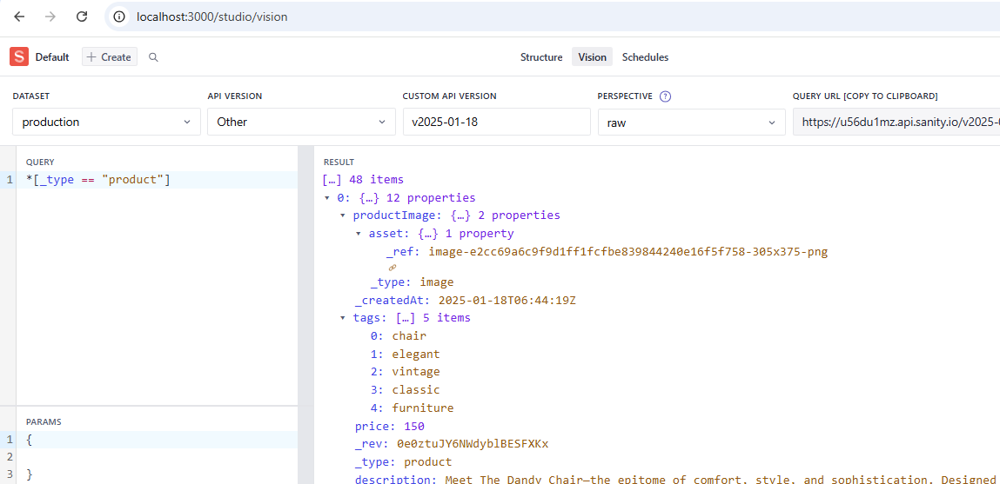 localhost:3000/studio/vision
S Default + Create Structure Vision Schedules
DATASET API VERSION CUSTOM API VERSION PERSPECTIVE ? QUERY URL [COPY TO CLIPBOARD]
production Other v2025-01-18 raw https://u56du1mz.api.sanity.io/v2025-
QUERY
1 *[_type == "product"]
RESULT
[…] 48 items
0: {…} 12 properties
productImage: {…} 2 properties
asset: {…} 1 property
_ref: image-e2cc69a6c9f9d1ff1fcfbe839844240e16f5f758-305x375-png
_type: image
_createdAt: 2025-01-18T06:44:19Z
tags: […] 5 items
0: chair
1: elegant
2: vintage
3: classic
4: furniture
price: 150
_rev: 0e0ztuJY6NWdyblBESFXKx
_type: product
description: Meet The Dandy Chair—the epitome of comfort, style, and sophistication. Designed
PARAMS
1 {
2
3 }